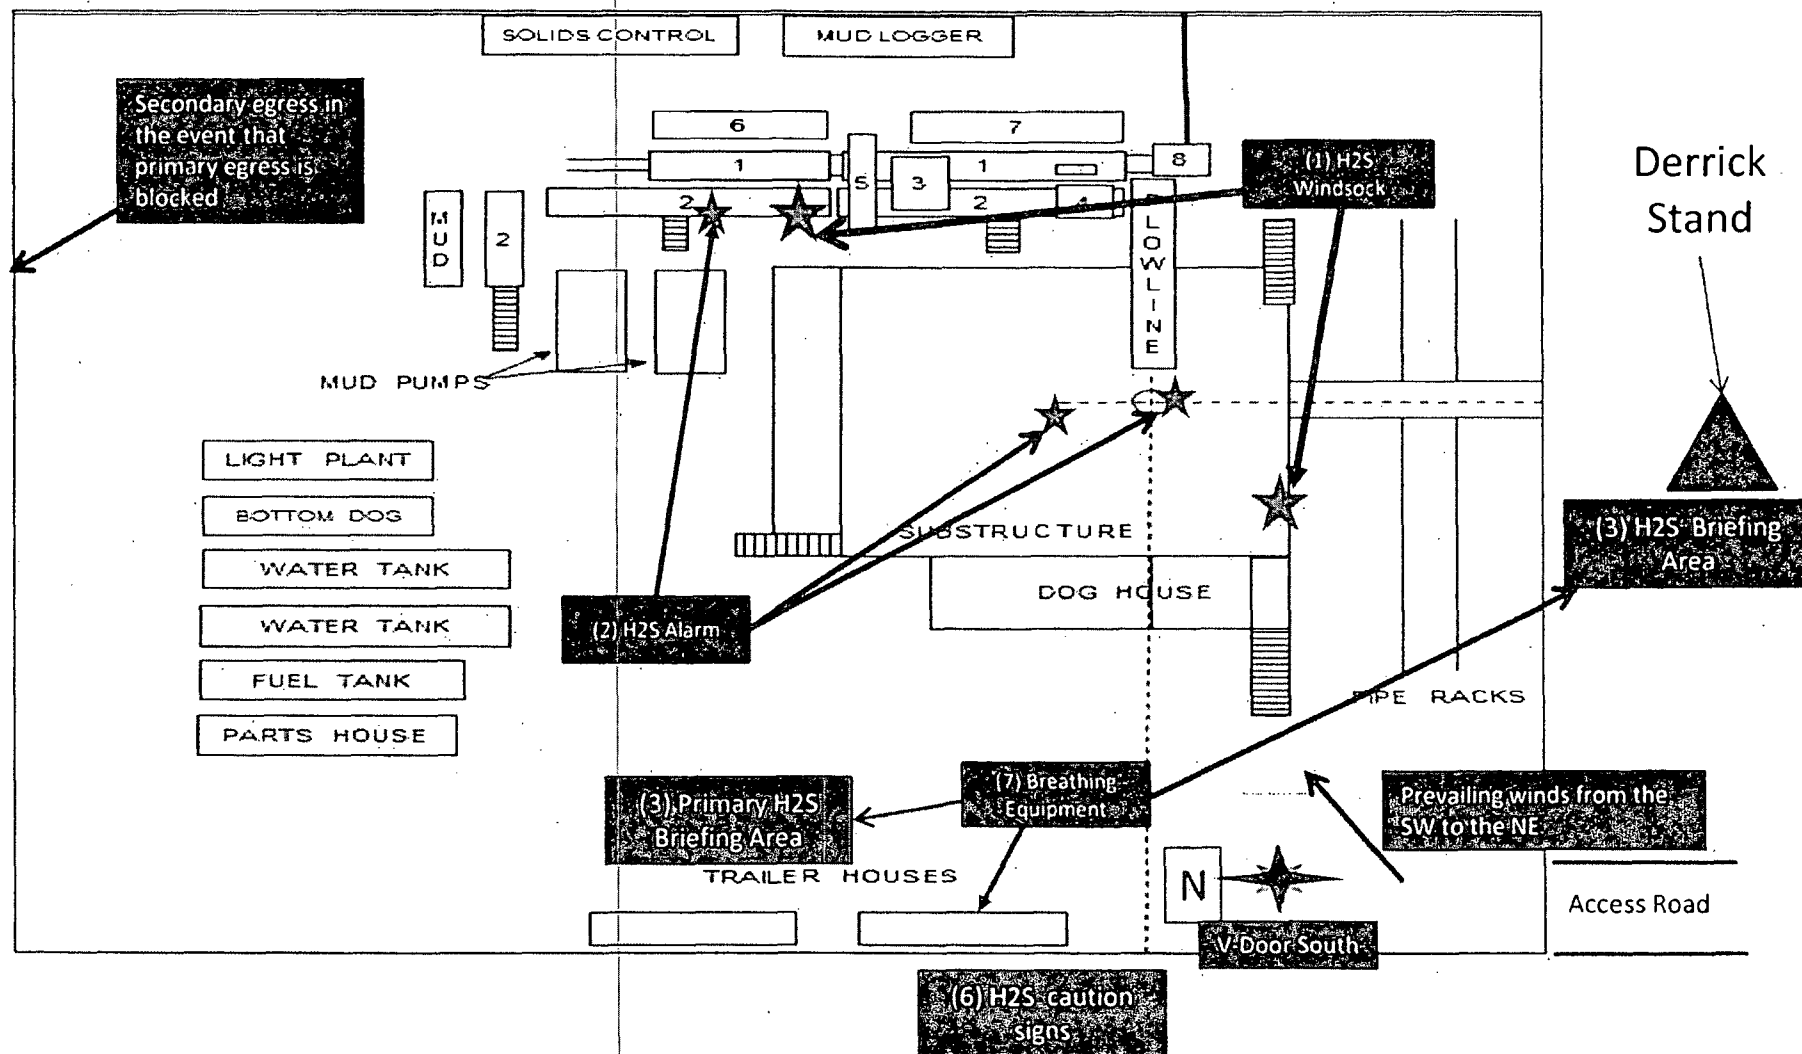 SOLIDS CONTROL
MUD LOGGER
Secondary egress in
the event that
primary egress is
blocked
6
7
1
1
8
5
3
2
2
4
(1) H2S
Windsock
Derrick
Stand
MUD
2
FLOWLINE
MUD PUMPS
LIGHT PLANT
BOTTOM DOG
WATER TANK
WATER TANK
FUEL TANK
PARTS HOUSE
SUBSTRUCTURE
DOG HOUSE
(2) H2S Alarm
(3) H2S Briefing
Area
PIPE RACKS
(3) Primary H2S
Briefing Area
(7) Breathing
Equipment
Prevailing winds from the
SW to the NE
TRAILER HOUSES
N
Access Road
V-Door South
(6) H2S caution
signs